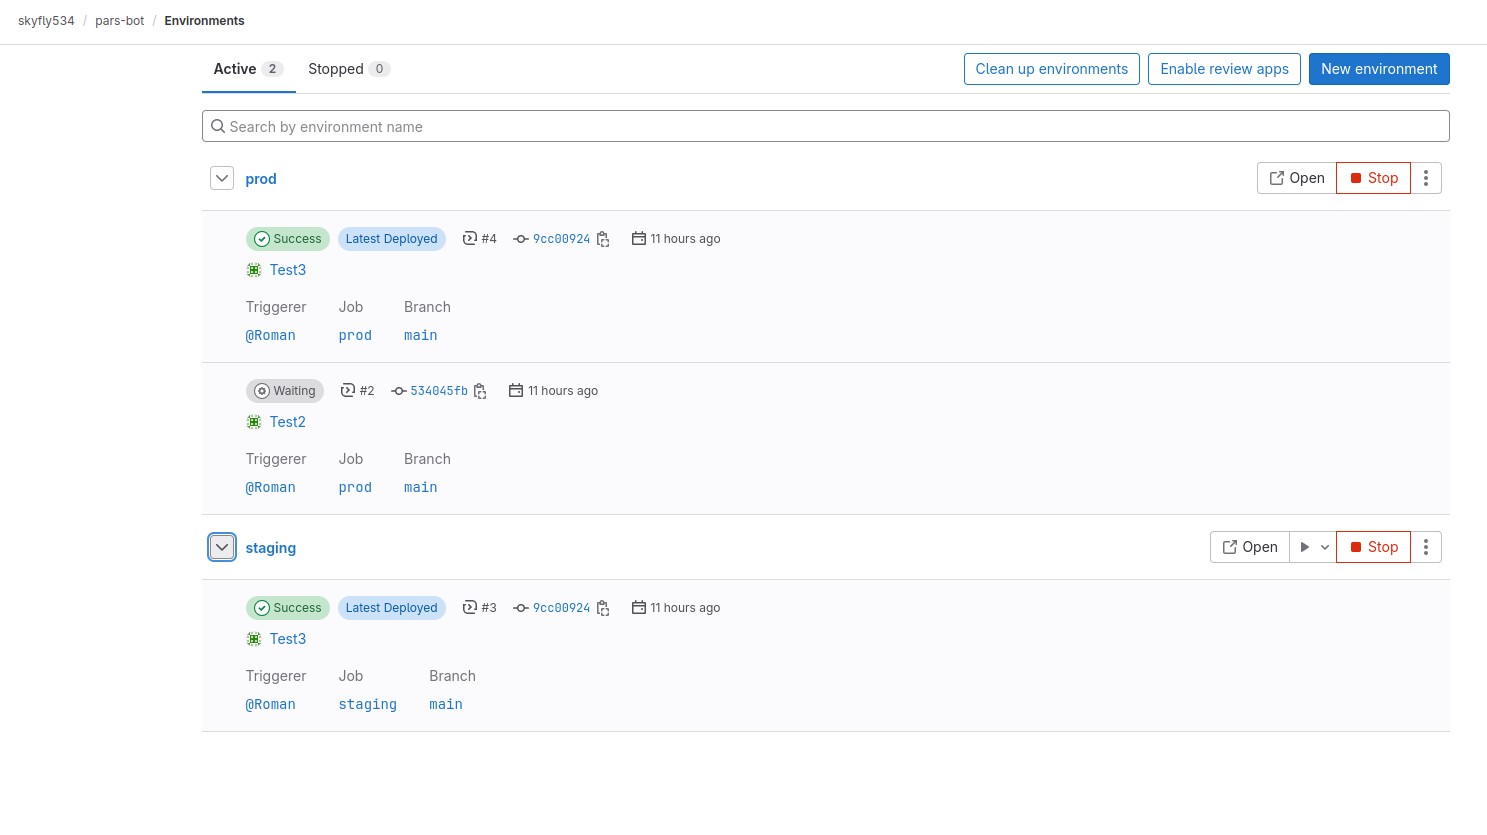 skyfly534 / pars-bot / Environments
Active 2 Stopped 0 Clean up environments Enable review apps New environment
Search by environment name
prod Open Stop
Success Latest Deployed #4 9cc00924 11 hours ago
Test3
Triggerer Job Branch
@Roman prod main
Waiting #2 534045fb 11 hours ago
Test2
Triggerer Job Branch
@Roman prod main
staging Open Stop
Success Latest Deployed #3 9cc00924 11 hours ago
Test3
Triggerer Job Branch
@Roman staging main